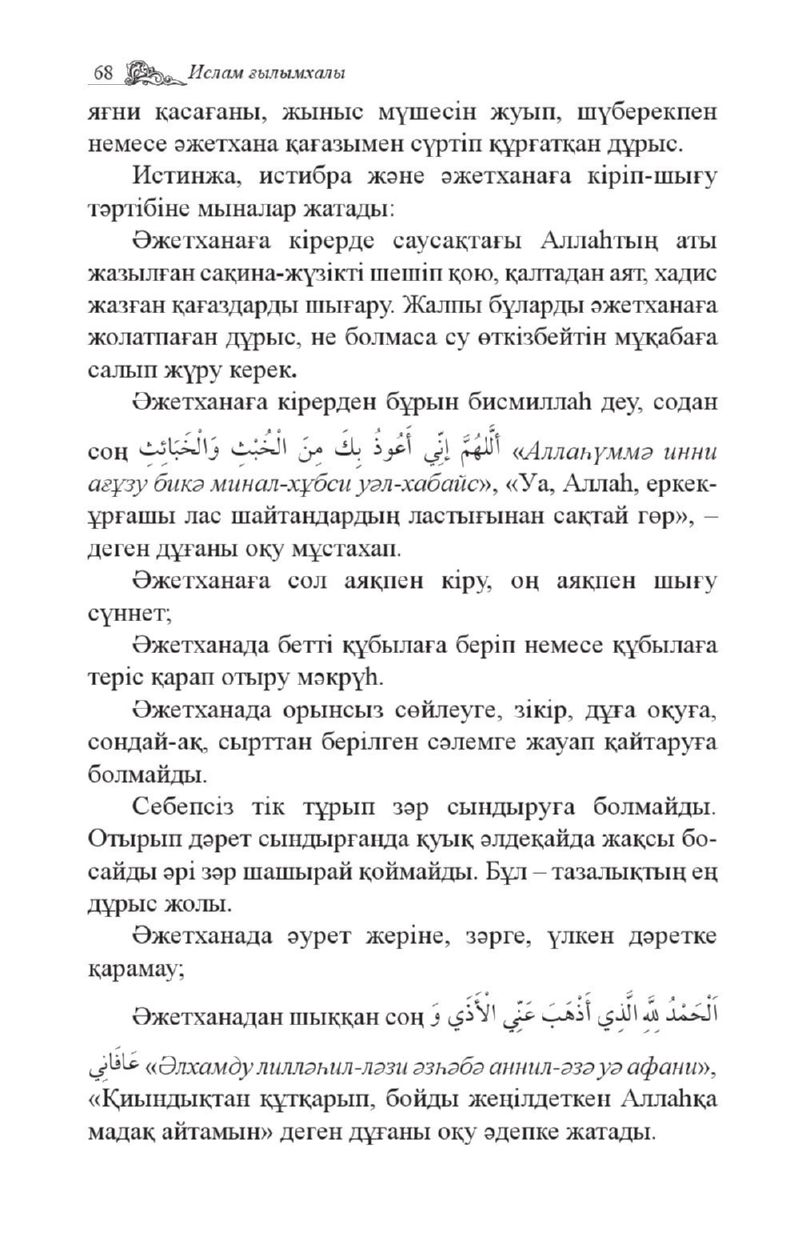 68 Ислам ғылымхалы
яғни қасағаны, жыныс мүшесін жуып, шүберекпен
немесе әжетхана қағазымен сүртіп құрғатқан дұрыс.
Истинжа, истибра және әжетханаға кіріп-шығу
тәртібіне мыналар жатады:
Әжетханаға кірерде саусақтағы Аллаһтың аты
жазылған сақина-жүзікті шешіп қою, қалтадан аят, хадис
жазған қағаздарды шығару. Жалпы бұларды әжетханаға
жолатпаған дұрыс, не болмаса су өткізбейтін мұқабаға
салып жүру керек.
Әжетханаға кірерден бұрын бисмиллаһ деу, содан
соң أَللهُمَّ إِنِّي أَعُوذُ بِكَ مِنَ الْخُبْثِ وَالْخَبَائِثِ «Аллаһуммә инни
ағұзу бикә минал-хұбси уәл-хабайс», «Уа, Аллаһ, еркек-
ұрғашы лас шайтандардың ластығынан сақтай гөр», –
деген дұғаны оқу мұстахап.
Әжетханаға сол аяқпен кіру, оң аяқпен шығу
сүннет;
Әжетханада бетті құбылаға беріп немесе құбылаға
теріс қарап отыру мәкрүһ.
Әжетханада орынсыз сөйлеуге, зікір, дұға оқуға,
сондай-ақ, сырттан берілген сәлемге жауап қайтаруға
болмайды.
Себепсіз тік тұрып зәр сындыруға болмайды.
Отырып дәрет сындырғанда қуық әлдеқайда жақсы бо-
сайды әрі зәр шашырай қоймайды. Бұл – тазалықтың ең
дұрыс жолы.
Әжетханада әурет жеріне, зәрге, үлкен дәретке
қарамау;
Әжетханадан шыққан соң اَلْحَمْدُ لِلَّهِ الَّذِي أَذْهَبَ عَنِّي الْأَذَي وَ
عَافَانِي «Әлхамду лилләһил-ләзи әзһәбә аннил-әзә уә афани»,
«Қиындықтан құтқарып, бойды жеңілдеткен Аллаһқа
мадақ айтамын» деген дұғаны оқу әдепке жатады.